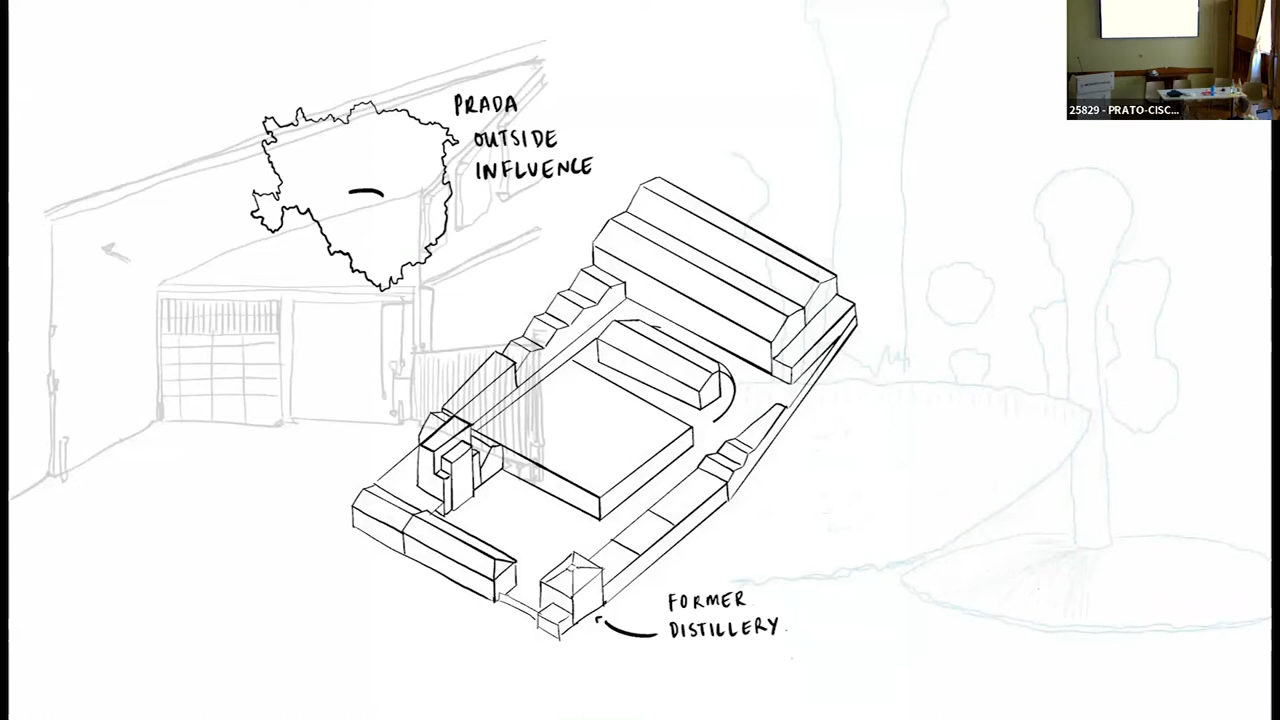 PRADA
OUTSIDE
INFLUENCE
25829 - PRATO-CISC...
FORMER
DISTILLERY.